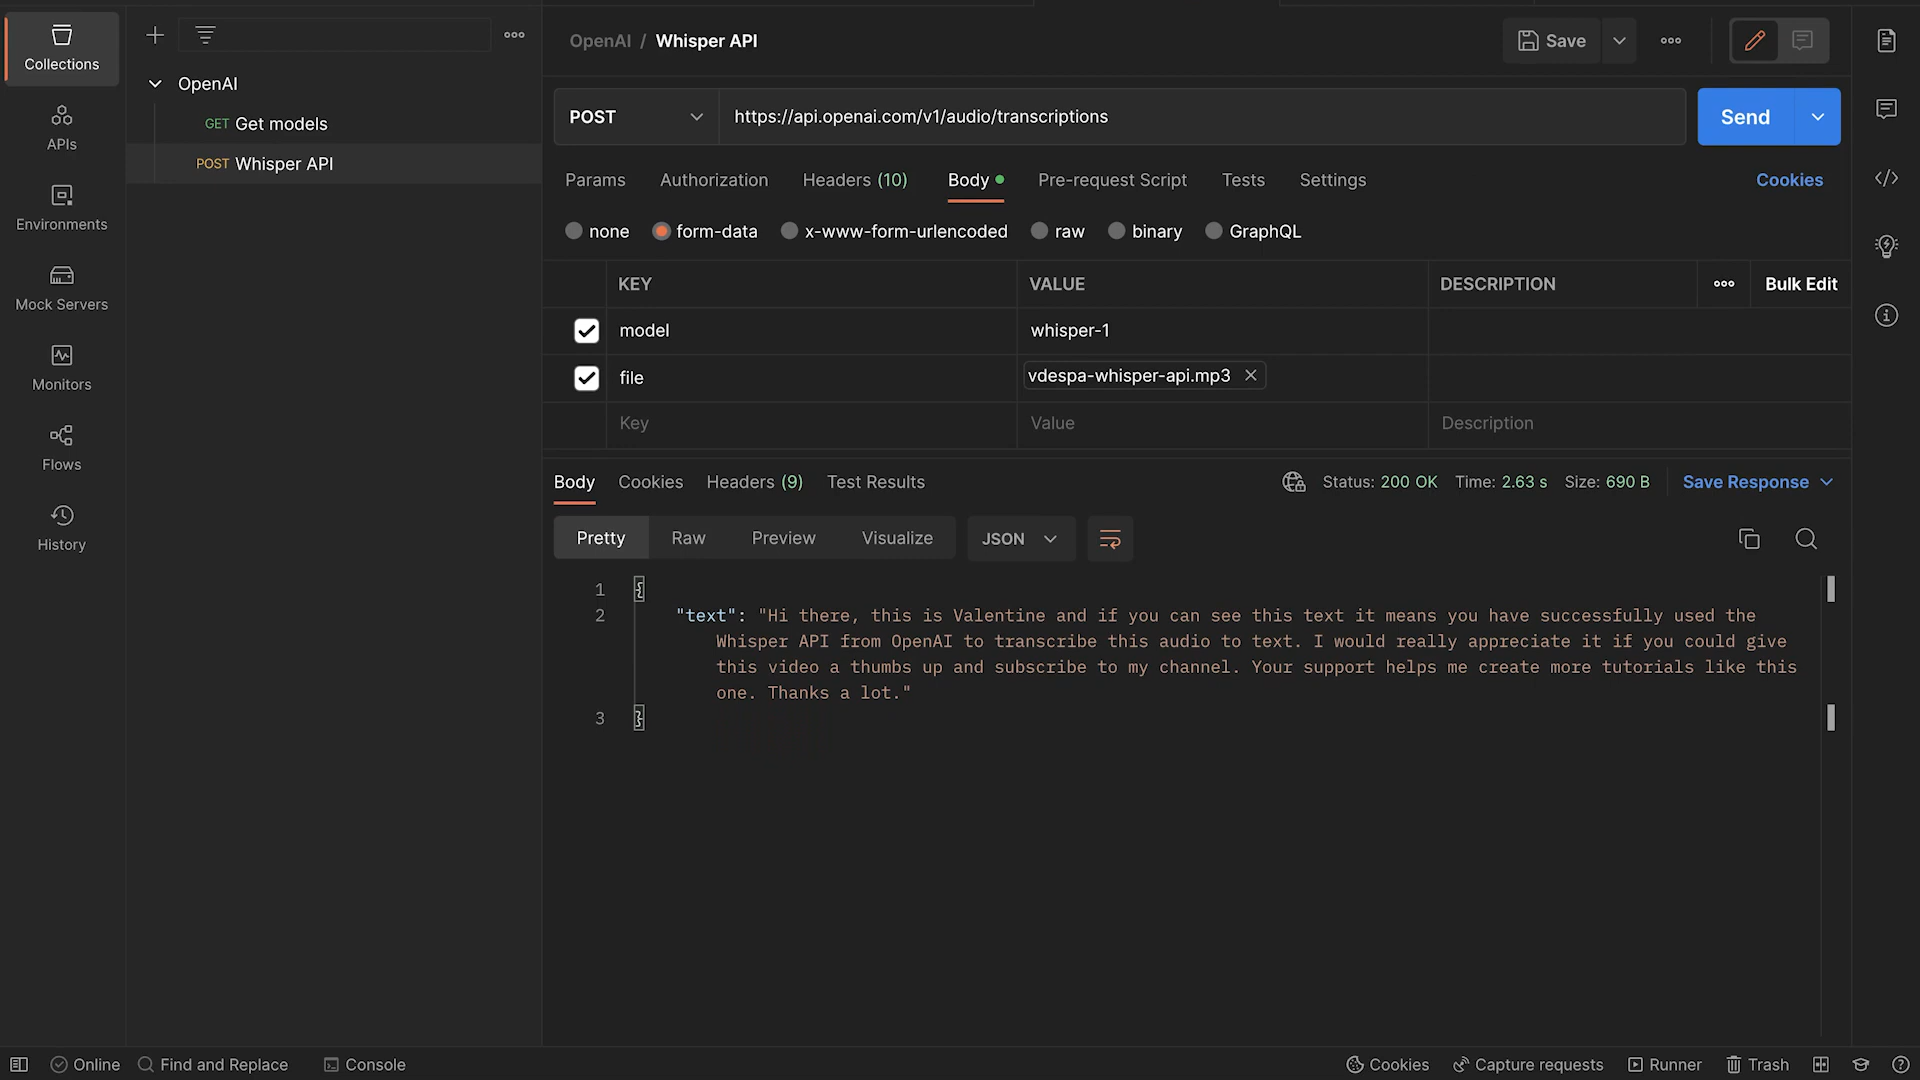 Collections
APIs
Environments
Mock Servers
Monitors
Flows
History
OpenAI
GET Get models
POST Whisper API
OpenAI / Whisper API
Save
POST
https://api.openai.com/v1/audio/transcriptions
Send
Params Authorization Headers (10) Body Pre-request Script Tests Settings Cookies
none form-data x-www-form-urlencoded raw binary GraphQL
KEY VALUE DESCRIPTION Bulk Edit
model whisper-1
file vdespa-whisper-api.mp3
Key Value Description
Body Cookies Headers (9) Test Results Status: 200 OK Time: 2.63 s Size: 690 B Save Response
Pretty Raw Preview Visualize JSON
1 {
2 "text": "Hi there, this is Valentine and if you can see this text it means you have successfully used the
Whisper API from OpenAI to transcribe this audio to text. I would really appreciate it if you could give
this video a thumbs up and subscribe to my channel. Your support helps me create more tutorials like this
one. Thanks a lot."
3 }
Online Find and Replace Console Cookies Capture requests Runner Trash